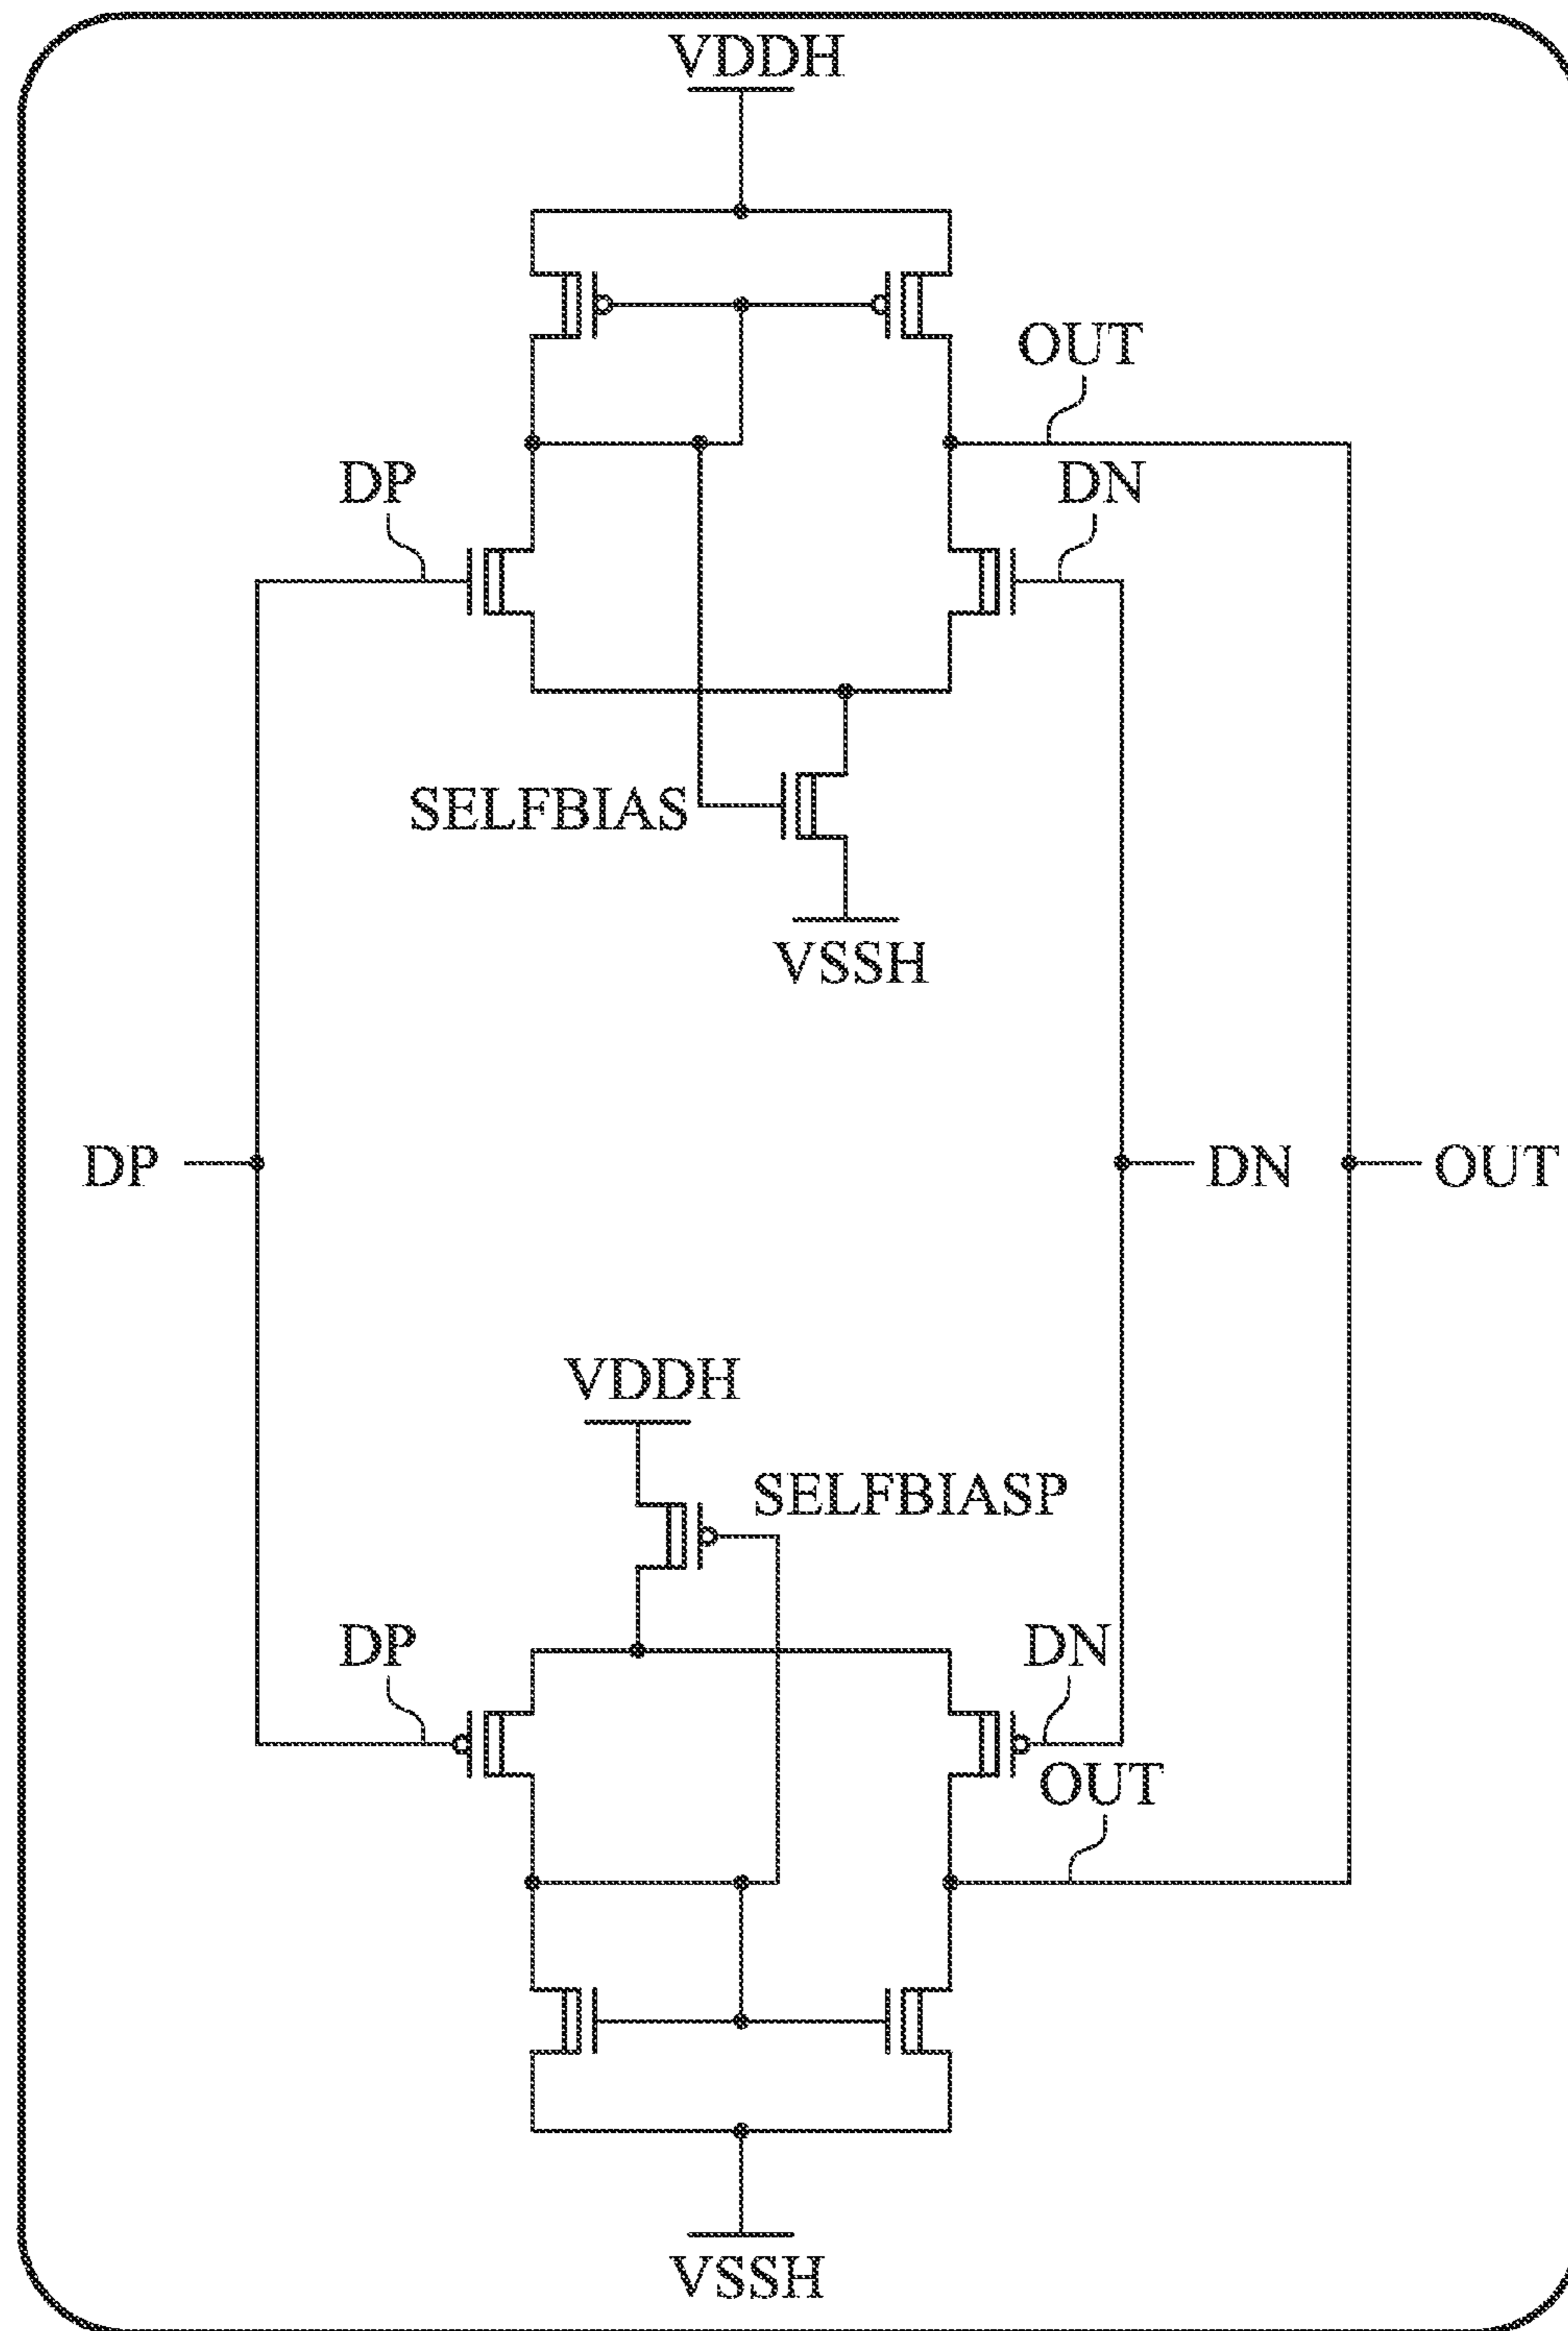 VDDH
OUT
DP
DN
SELFBIAS
VSSH
DP
DN
OUT
VDDH
SELFBIASP
DP
DN
OUT
VSSH